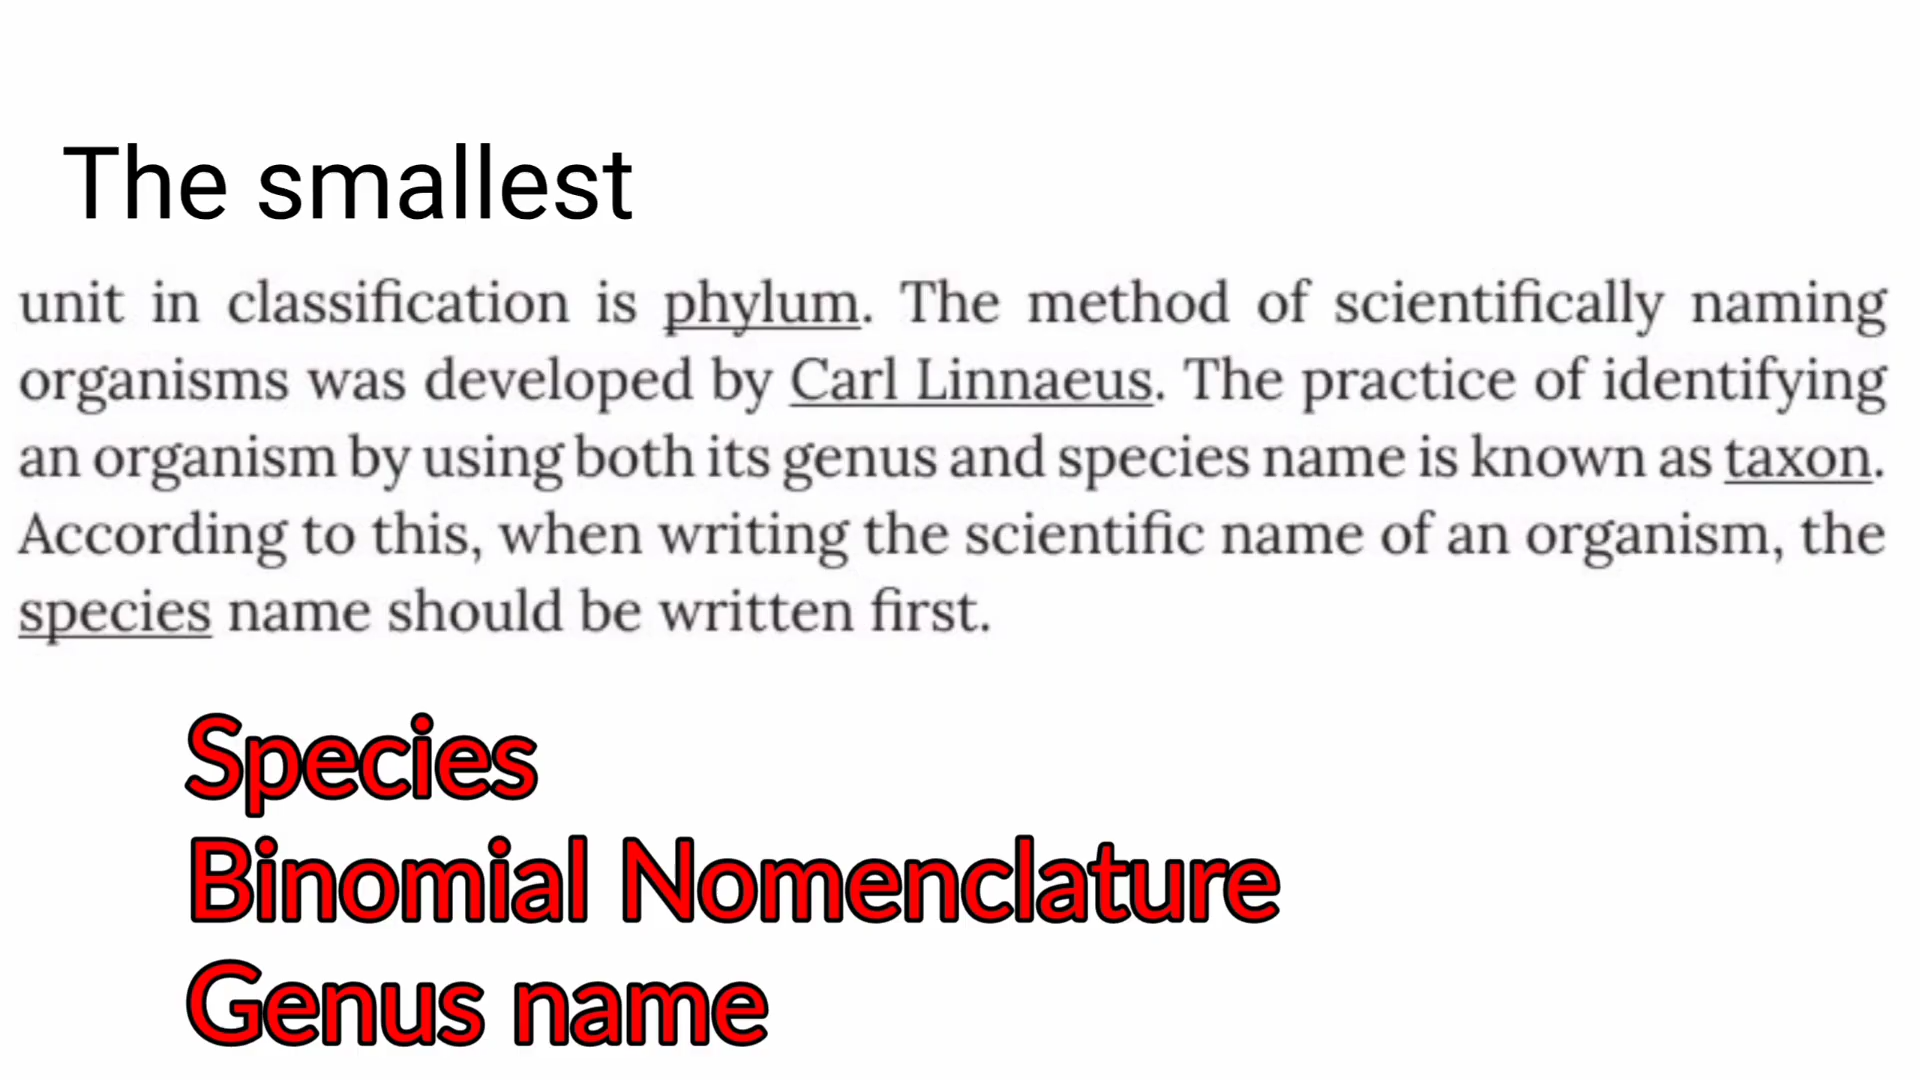 The smallest
unit in classification is phylum. The method of scientifically naming
organisms was developed by Carl Linnaeus. The practice of identifying
an organism by using both its genus and species name is known as taxon.
According to this, when writing the scientific name of an organism, the
species name should be written first.
Species
Binomial Nomenclature
Genus name